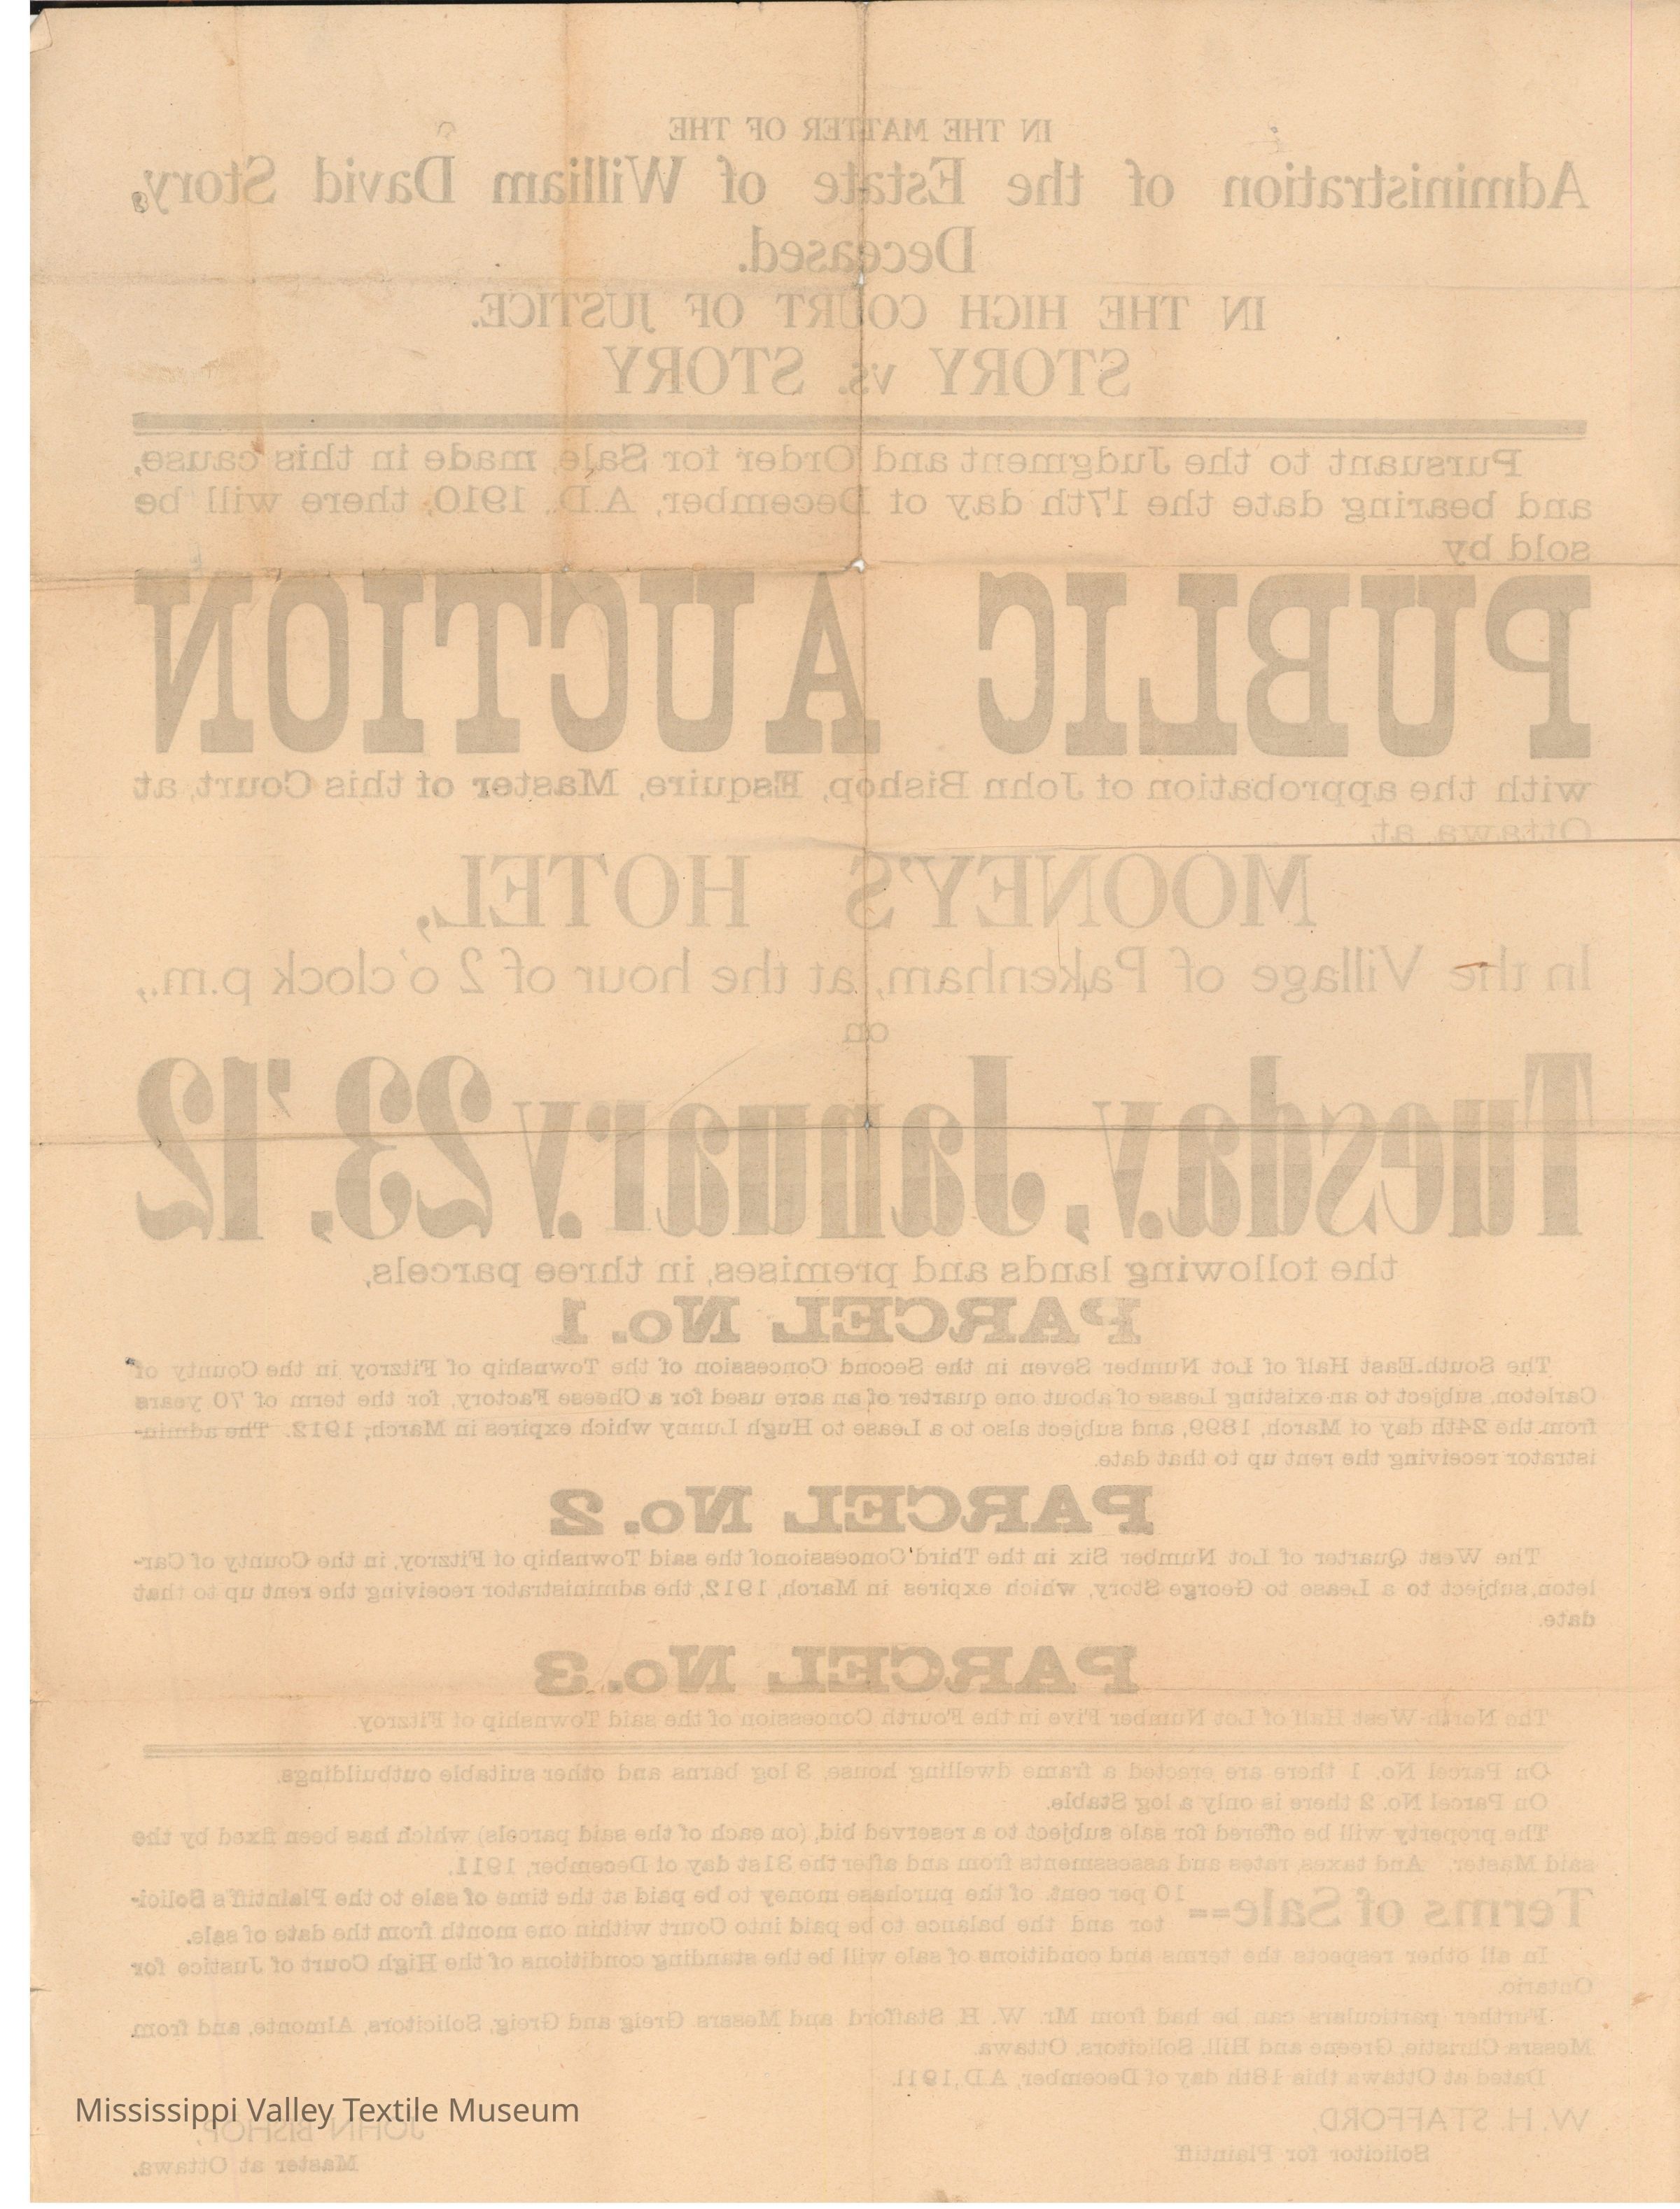 IN THE MATTER OF THE
Administration of the Estate of William David Story,
Deceased.
IN THE HIGH COURT OF JUSTICE.
STORY vs. STORY
Pursuant to the Judgment and Order for Sale, made in this cause,
and bearing date the 17th day of December, A.D. 1910, there will be
sold by
PUBLIC AUCTION
with the approbation of John Bishop, Esquire, Master of this Court, at
Ottawa, at
MOONEY'S HOTEL,
In the Village of Pakenham, at the hour of 2 o'clock p.m.,
on
Tuesday, January 23, '12
the following lands and premises, in three parcels,
PARCEL No. 1
The South-East Half of Lot Number Seven in the Second Concession of the Township of Fitzroy in the County of
Carleton, subject to an existing Lease of about one quarter of an acre used for a Cheese Factory, for the term of 70 years
from the 24th day of March, 1899, and subject also to a Lease to Hugh Lunny which expires in March, 1912. The admin-
istrator receiving the rent up to that date.
PARCEL No. 2
The West Quarter of Lot Number Six in the Third Concession of the said Township of Fitzroy, in the County of Car-
leton, subject to a Lease to George Story, which expires in March, 1912, the administrator receiving the rent up to that
date.
PARCEL No. 3
The North-West Half of Lot Number Five in the Fourth Concession of the said Township of Fitzroy.
On Parcel No. 1 there are erected a frame dwelling house, 3 log barns and other suitable outbuildings.
On Parcel No. 2 there is only a log Stable.
The property will be offered for sale subject to a reserved bid, (on each of the said parcels) which has been fixed by the
said Master. And taxes, rates and assessments from and after the 31st day of December, 1911.
Terms of Sale== 10 per cent. of the purchase money to be paid at the time of sale to the Plaintiff's Solici-
tor and the balance to be paid into Court within one month from the date of sale.
In all other respects the terms and conditions of sale will be the standing conditions of the High Court of Justice for
Ontario.
Further particulars can be had from Mr. W. H. Stafford and Messrs Greig and Greig, Solicitors, Almonte, and from
Messrs Christie, Greene and Hill, Solicitors, Ottawa.
Dated at Ottawa this 18th day of December, A.D, 1911.
W. H. STAFFORD,
Solicitor for Plaintiff
JOHN BISHOP,
Master at Ottawa.
Mississippi Valley Textile Museum